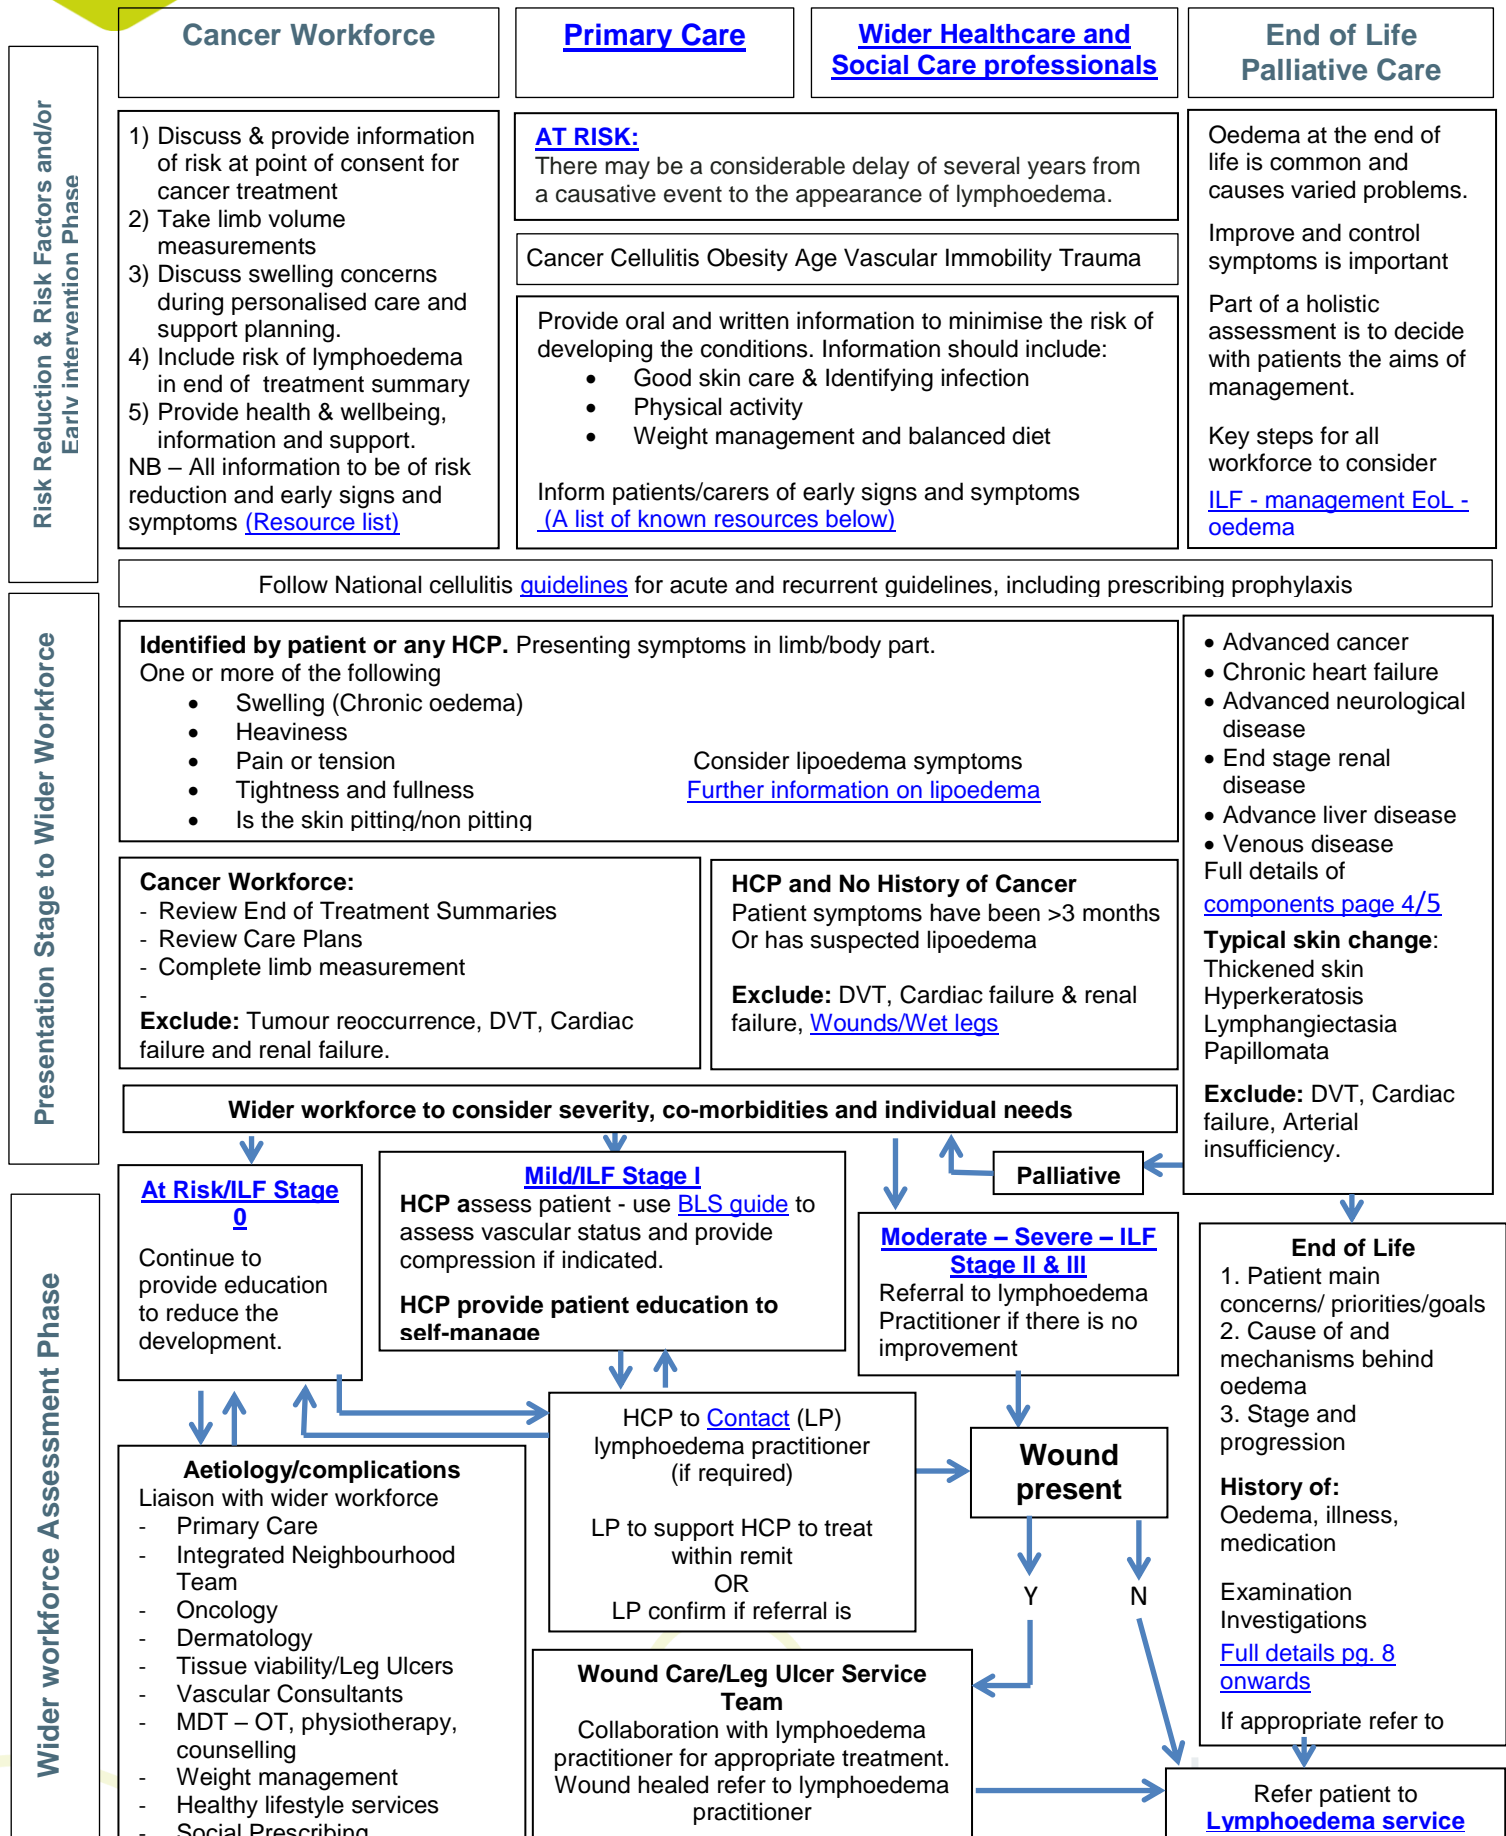 Cancer Workforce
Primary Care
Wider Healthcare and
Social Care professionals
End of Life
Palliative Care
Risk Reduction & Risk Factors and/or
Early intervention Phase
1) Discuss & provide information
of risk at point of consent for
cancer treatment
2) Take limb volume
measurements
3) Discuss swelling concerns
during personalised care and
support planning.
4) Include risk of lymphoedema
in end of treatment summary
5) Provide health & wellbeing,
information and support.
NB – All information to be of risk
reduction and early signs and
symptoms (Resource list)
AT RISK:
There may be a considerable delay of several years from
a causative event to the appearance of lymphoedema.
Cancer Cellulitis Obesity Age Vascular Immobility Trauma
Provide oral and written information to minimise the risk of
developing the conditions. Information should include:
• Good skin care & Identifying infection
• Physical activity
• Weight management and balanced diet
Inform patients/carers of early signs and symptoms
(A list of known resources below)
Oedema at the end of
life is common and
causes varied problems.
Improve and control
symptoms is important
Part of a holistic
assessment is to decide
with patients the aims of
management.
Key steps for all
workforce to consider
ILF - management EoL -
oedema
Follow National cellulitis guidelines for acute and recurrent guidelines, including prescribing prophylaxis
Presentation Stage to Wider Workforce
Identified by patient or any HCP. Presenting symptoms in limb/body part.
One or more of the following
• Swelling (Chronic oedema)
• Heaviness
• Pain or tension
• Tightness and fullness
• Is the skin pitting/non pitting
Consider lipoedema symptoms
Further information on lipoedema
• Advanced cancer
• Chronic heart failure
• Advanced neurological
disease
• End stage renal
disease
• Advance liver disease
• Venous disease
Full details of
components page 4/5
Typical skin change:
Thickened skin
Hyperkeratosis
Lymphangiectasia
Papillomata
Exclude: DVT, Cardiac
failure, Arterial
insufficiency.
Cancer Workforce:
- Review End of Treatment Summaries
- Review Care Plans
- Complete limb measurement
-
Exclude: Tumour reoccurrence, DVT, Cardiac
failure and renal failure.
HCP and No History of Cancer
Patient symptoms have been >3 months
Or has suspected lipoedema
Exclude: DVT, Cardiac failure & renal
failure, Wounds/Wet legs
Wider workforce to consider severity, co-morbidities and individual needs
Palliative
Wider workforce Assessment Phase
At Risk/ILF Stage
0
Continue to
provide education
to reduce the
development.
Mild/ILF Stage I
HCP assess patient - use BLS guide to
assess vascular status and provide
compression if indicated.
HCP provide patient education to
self-manage
Moderate – Severe – ILF
Stage II & III
Referral to lymphoedema
Practitioner if there is no
improvement
End of Life
1. Patient main
concerns/ priorities/goals
2. Cause of and
mechanisms behind
oedema
3. Stage and
progression
History of:
Oedema, illness,
medication
Examination
Investigations
Full details pg. 8
onwards
If appropriate refer to
HCP to Contact (LP)
lymphoedema practitioner
(if required)
LP to support HCP to treat
within remit
OR
LP confirm if referral is
Wound
present
Y
N
Aetiology/complications
Liaison with wider workforce
- Primary Care
- Integrated Neighbourhood
Team
- Oncology
- Dermatology
- Tissue viability/Leg Ulcers
- Vascular Consultants
- MDT – OT, physiotherapy,
counselling
- Weight management
- Healthy lifestyle services
- Social Prescribing
Wound Care/Leg Ulcer Service
Team
Collaboration with lymphoedema
practitioner for appropriate treatment.
Wound healed refer to lymphoedema
practitioner
Refer patient to
Lymphoedema service